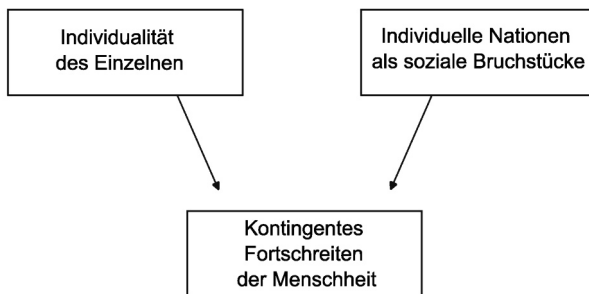 Individualität
des Einzelnen
Individuelle Nationen
als soziale Bruchstücke
Kontingentes
Fortschreiten
der Menschheit